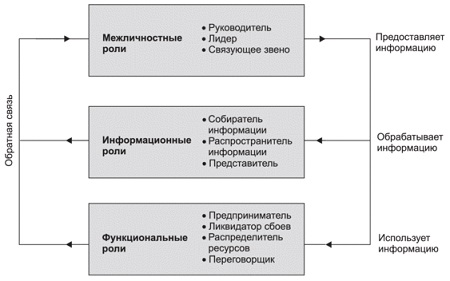 Обратная связь
Межличностные
роли
• Руководитель
• Лидер
• Связующее звено
Предоставляет
информацию
Информационные
роли
• Собиратель
информации
• Распространитель
информации
• Представитель
Обрабатывает
информацию
Функциональные
роли
• Предприниматель
• Ликвидатор сбоев
• Распределитель
ресурсов
• Переговорщик
Использует
информацию